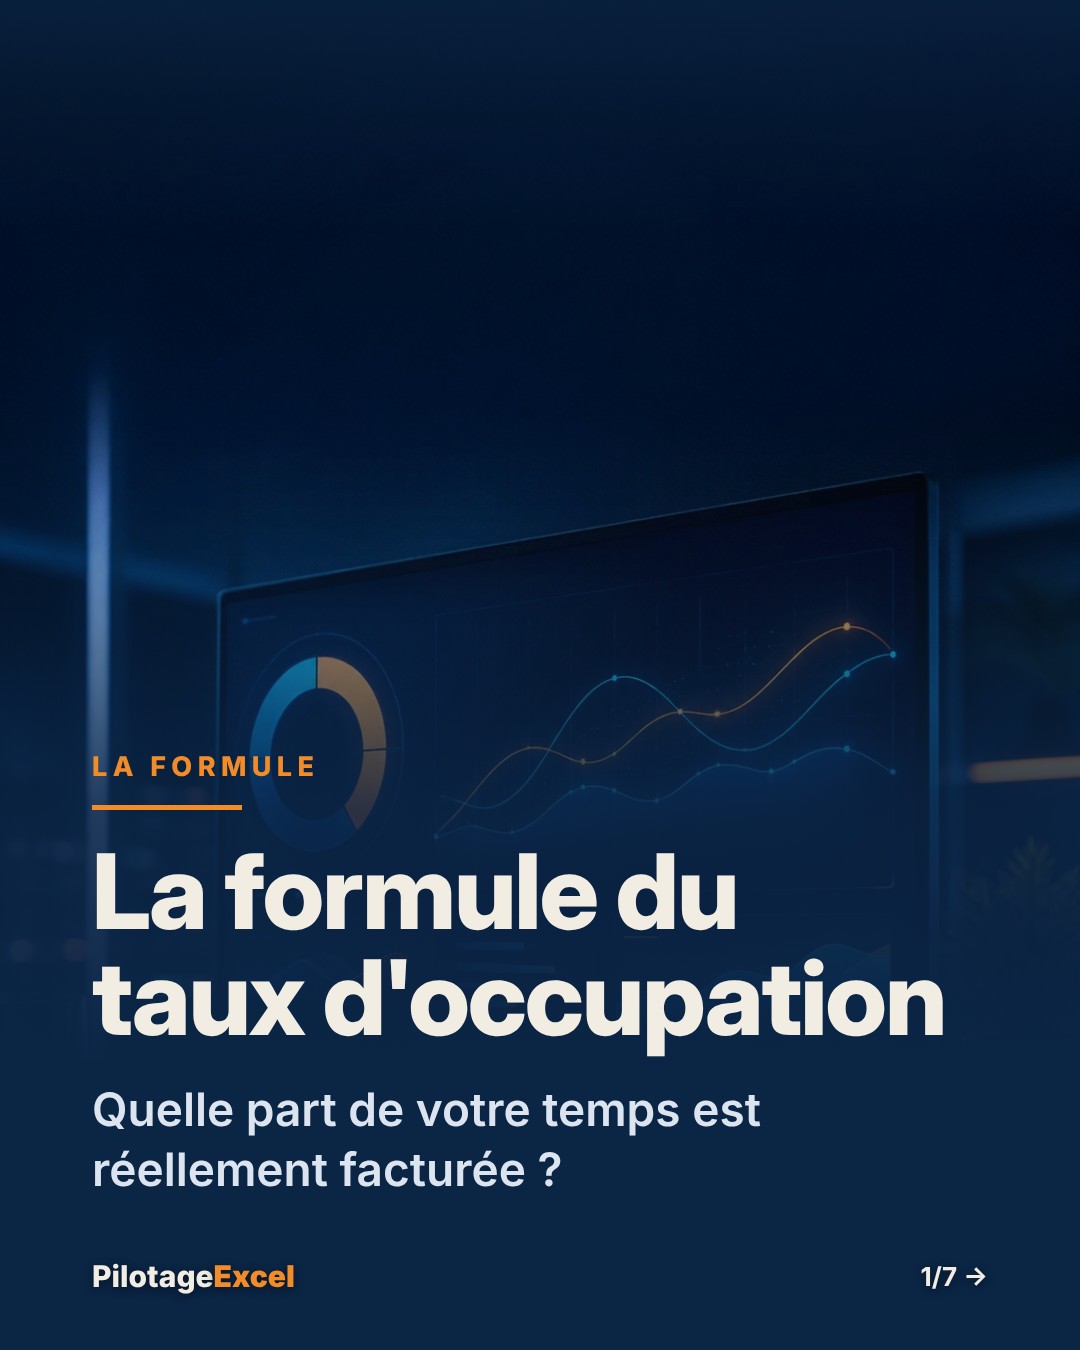 LA FORMULE
La formule du
taux d'occupation
Quelle part de votre temps est
réellement facturée ?
PilotageExcel
1/7 →